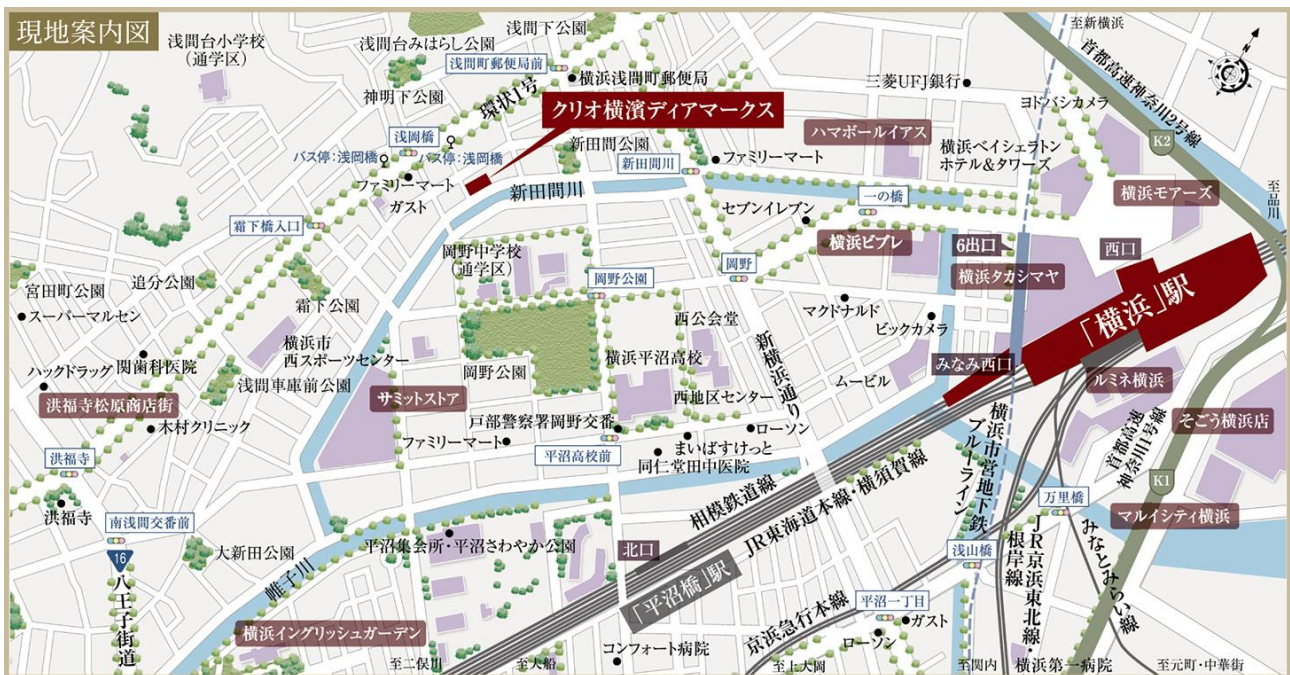 現地案内図
浅間台小学校
(通学区)
浅間台みはらし公園
浅間下公園
浅間町郵便局前
横浜浅間町郵便局
神明下公園
環状1号
至新横浜
首都高速神奈川2号線
三菱UFJ銀行
ヨドバシカメラ
K2
至品川
クリオ横濱ディアマークス
浅岡橋
バス停:浅岡橋
バス停:浅岡橋
ファミリーマート
ガスト
新田間公園
新田間川
ファミリーマート
ハマボールイアス
横浜ベイシェラトン
ホテル&タワーズ
横浜モアーズ
新田間川
一の橋
セブンイレブン
横浜ビブレ
6出口
西口
横浜タカシマヤ
霜下橋入口
岡野中学校
(通学区)
岡野公園
岡野
「横浜」駅
宮田町公園
追分公園
スーパーマルセン
霜下公園
マクドナルド
ビックカメラ
西公会堂
新横浜通り
横浜市
西スポーツセンター
岡野公園
横浜平沼高校
みなみ西口
ハックドラッグ
関歯科医院
浅間車庫前公園
ムービル
ルミネ横浜
洪福寺松原商店街
サミットストア
西地区センター
そごう横浜店
木村クリニック
戸部警察署岡野交番
ファミリーマート
ローソン
まいばすけっと
平沼高校前
同仁堂田中医院
横浜市営地下鉄
ブルーライン
首都高速
神奈川1号線
K1
洪福寺
洪福寺
相模鉄道線
JR東海道本線・横須賀線
万里橋
マルイシティ横浜
南浅間交番前
大新田公園
平沼集会所・平沼さわやか公園
北口
「平沼橋」駅
浅山橋
JR京浜東北線・
根岸線
みなとみらい線
16
八王子街道
帷子川
平沼一丁目
ガスト
ローソン
横浜イングリッシュガーデン
京浜急行本線
コンフォート病院
至二俣川
至大船
至上大岡
至関内
横浜第一病院
至元町・中華街